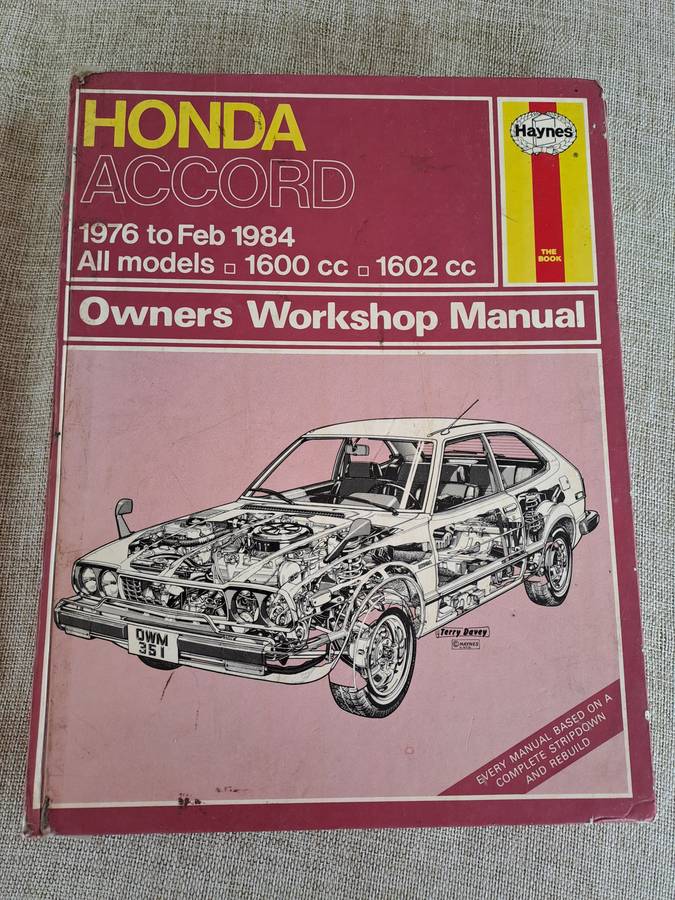 HONDA
ACCORD
1976 to Feb 1984
All models □ 1600 cc □ 1602 cc
Haynes
®
THE
BOOK
Owners Workshop Manual
OWM
351
Terry Davey
© HAYNES
EVERY MANUAL BASED ON A
COMPLETE STRIPDOWN
AND REBUILD